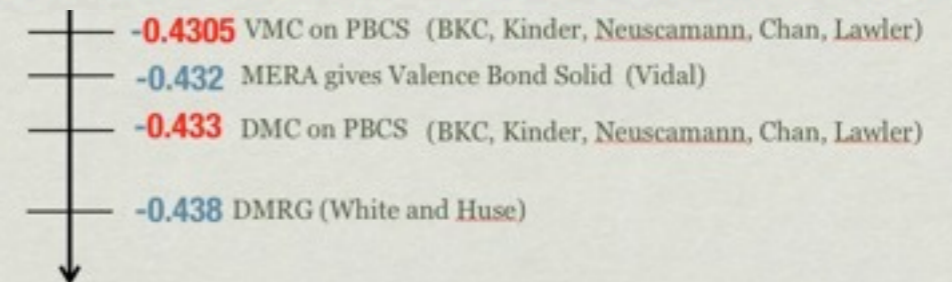 -0.4305 VMC on PBCS (BKC, Kinder, Neuscamann, Chan, Lawler)
-0.432 MERA gives Valence Bond Solid (Vidal)
-0.433 DMC on PBCS (BKC, Kinder, Neuscamann, Chan, Lawler)
-0.438 DMRG (White and Huse)